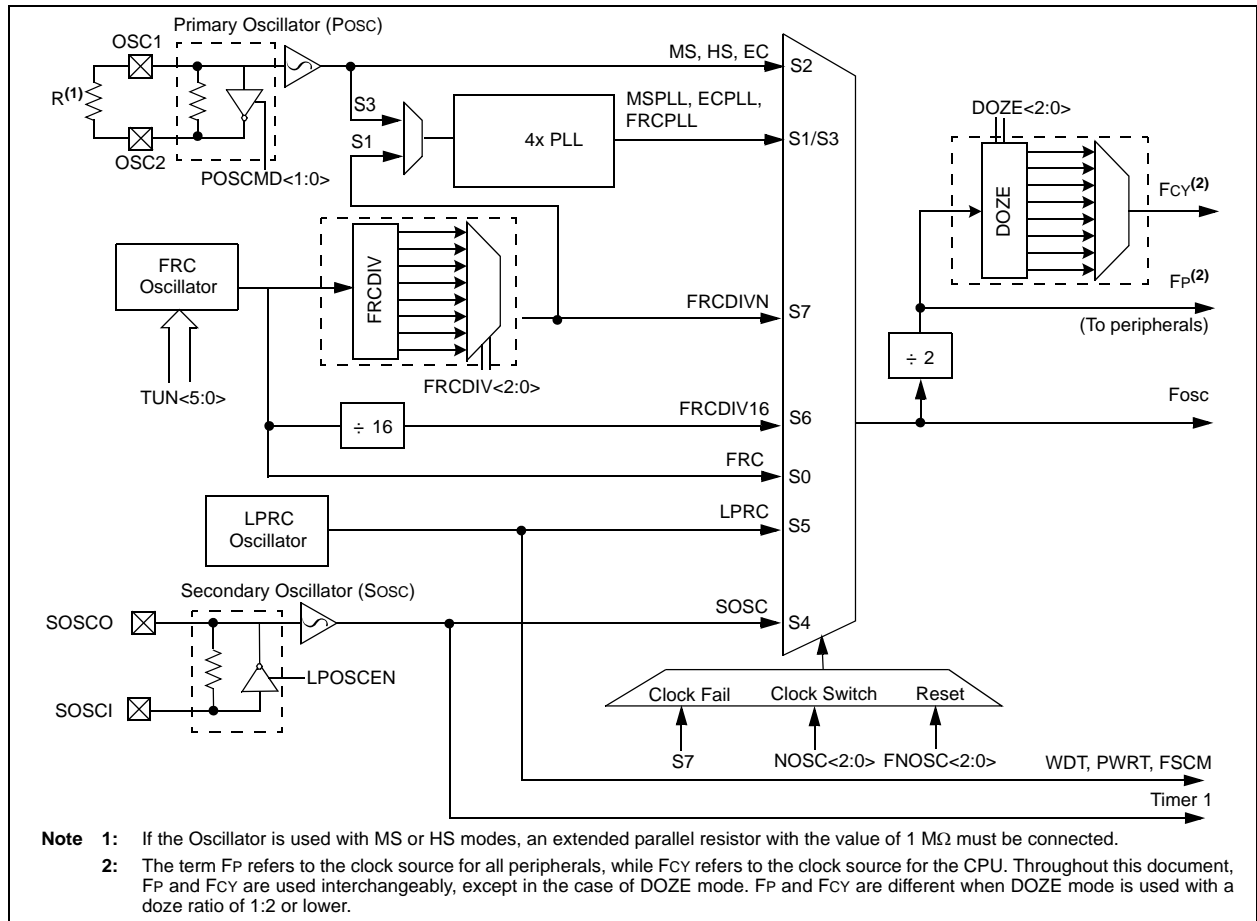 Primary Oscillator (POSC)
OSC1
R(1)
OSC2
POSCMD<1:0>
S3
S1
4x PLL
MS, HS, EC
S2
MSPLL, ECPLL,
FRCPLL
S1/S3
DOZE<2:0>
DOZE
FCY(2)
FP(2)
(To peripherals)
÷ 2
Fosc
FRC
Oscillator
TUN<5:0>
FRCDIV
FRCDIV<2:0>
FRCDIVN
S7
÷ 16
FRCDIV16
S6
FRC
S0
LPRC
Oscillator
LPRC
S5
Secondary Oscillator (SOSC)
SOSCO
SOSCI
LPOSCEN
SOSC
S4
Clock Fail
Clock Switch
Reset
S7
NOSC<2:0>
FNOSC<2:0>
WDT, PWRT, FSCM
Timer 1
Note 1: If the Oscillator is used with MS or HS modes, an extended parallel resistor with the value of 1 MΩ must be connected.
2: The term FP refers to the clock source for all peripherals, while FCY refers to the clock source for the CPU. Throughout this document,
FP and FCY are used interchangeably, except in the case of DOZE mode. FP and FCY are different when DOZE mode is used with a
doze ratio of 1:2 or lower.